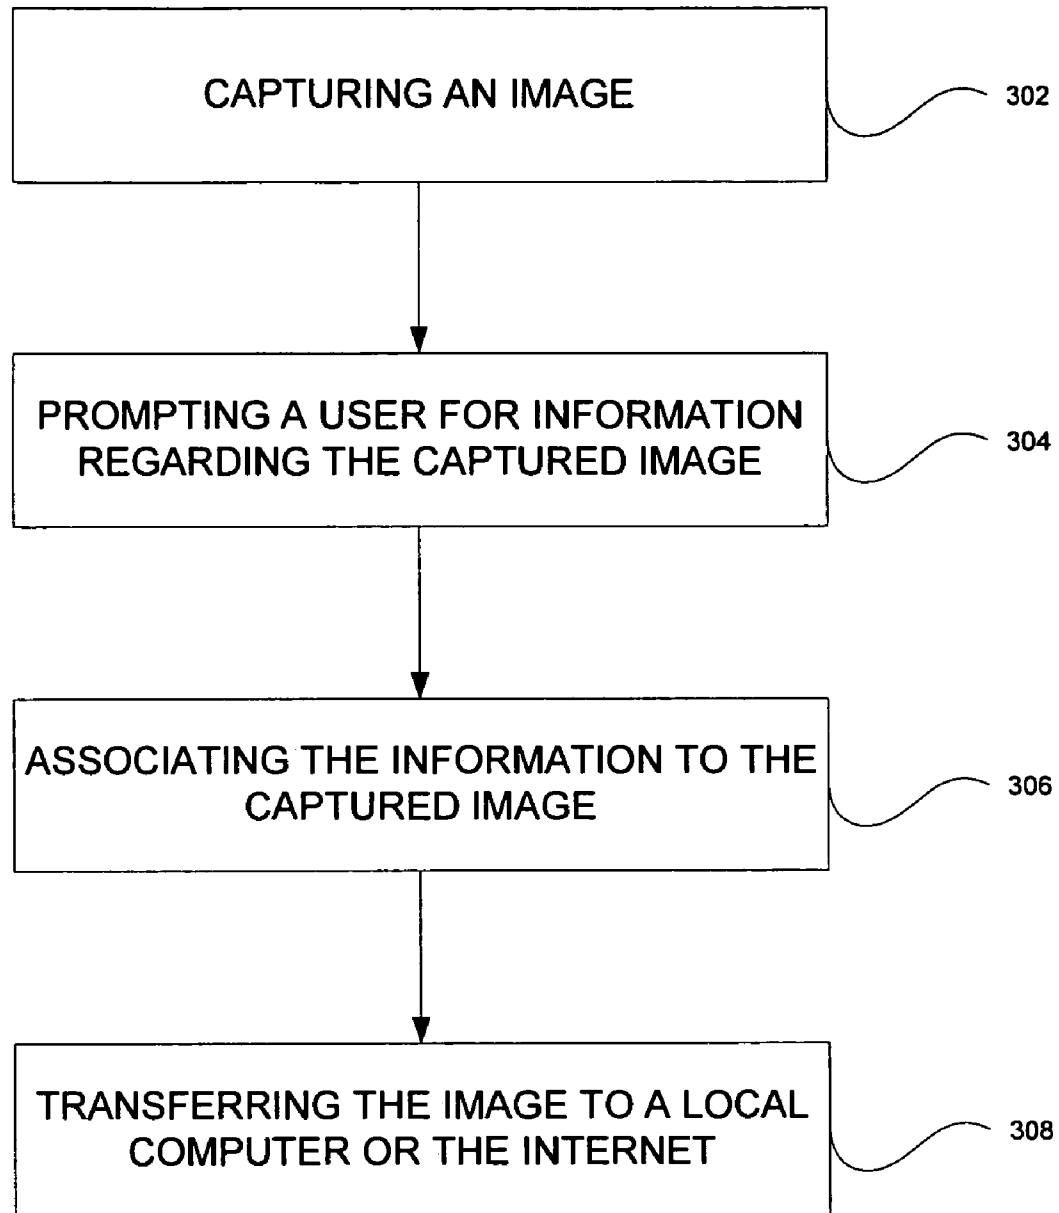 CAPTURING AN IMAGE
302
PROMPTING A USER FOR INFORMATION
REGARDING THE CAPTURED IMAGE
304
ASSOCIATING THE INFORMATION TO THE
CAPTURED IMAGE
306
TRANSFERRING THE IMAGE TO A LOCAL
COMPUTER OR THE INTERNET
308